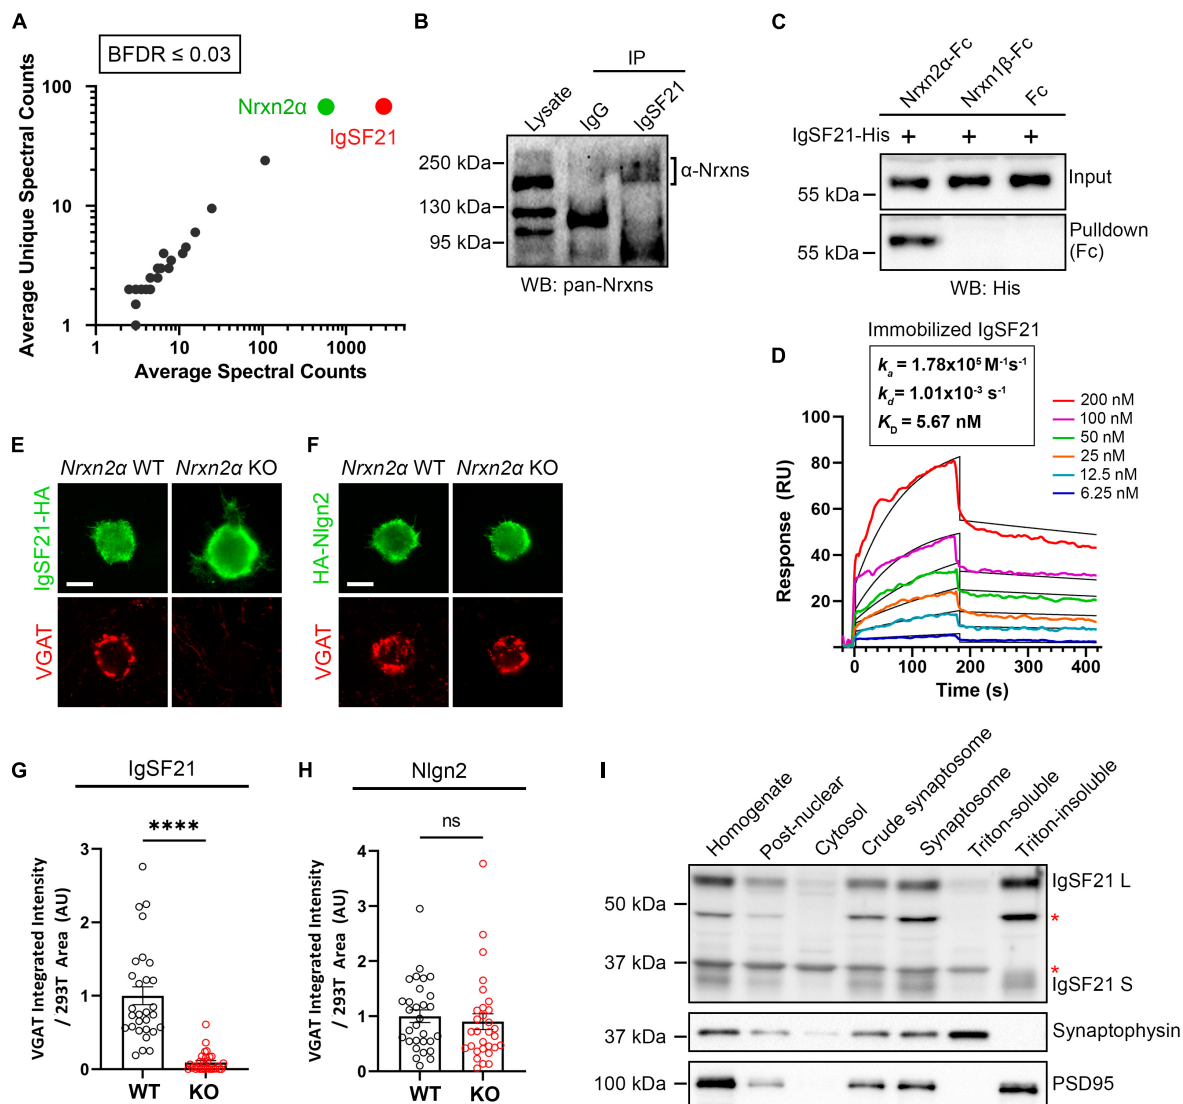 A
BFDR ≤ 0.03
Average Unique Spectral Counts
100
10
1
Nrxn2α
IgSF21
1
10
100
1000
Average Spectral Counts
B
IP
Lysate
IgG
IgSF21
250 kDa
130 kDa
95 kDa
α-Nrxns
WB: pan-Nrxns
C
Nrxn2α-Fc
Nrxn1β-Fc
Fc
IgSF21-His + + +
55 kDa
Input
55 kDa
Pulldown
(Fc)
WB: His
D
Immobilized IgSF21
kₐ = 1.78x10⁵ M⁻¹s⁻¹
k_d = 1.01x10⁻³ s⁻¹
K_D = 5.67 nM
200 nM
100 nM
50 nM
25 nM
12.5 nM
6.25 nM
Response (RU)
100
80
60
40
20
0
100
200
300
400
Time (s)
E
Nrxn2α WT
Nrxn2α KO
IgSF21-HA
VGAT
F
Nrxn2α WT
Nrxn2α KO
HA-Nlgn2
VGAT
G
IgSF21
****
VGAT Integrated Intensity
/ 293T Area (AU)
3
2
1
0
WT
KO
H
Nlgn2
ns
VGAT Integrated Intensity
/ 293T Area (AU)
4
3
2
1
0
WT
KO
I
Homogenate
Post-nuclear
Cytosol
Crude synaptosome
Synaptosome
Triton-soluble
Triton-insoluble
IgSF21 L
50 kDa
*
37 kDa
*
IgSF21 S
37 kDa
Synaptophysin
100 kDa
PSD95